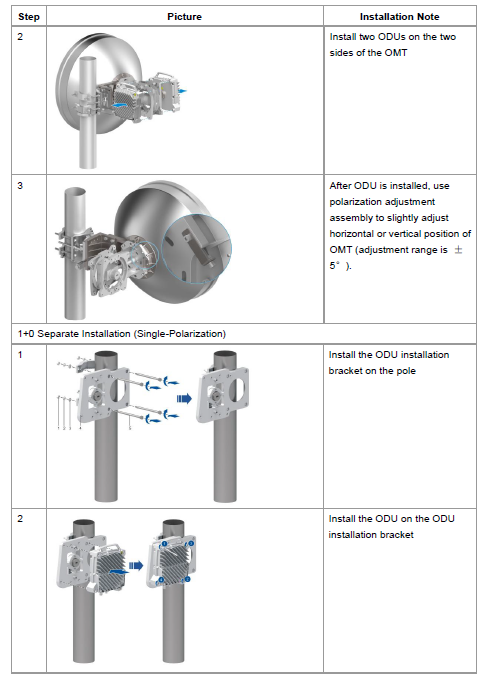 Step Picture Installation Note
2
Install two ODUs on the two
sides of the OMT
3
After ODU is installed, use
polarization adjustment
assembly to slightly adjust
horizontal or vertical position of
OMT (adjustment range is ±
5° ).
1+0 Separate Installation (Single-Polarization)
1
Install the ODU installation
bracket on the pole
2
Install the ODU on the ODU
installation bracket